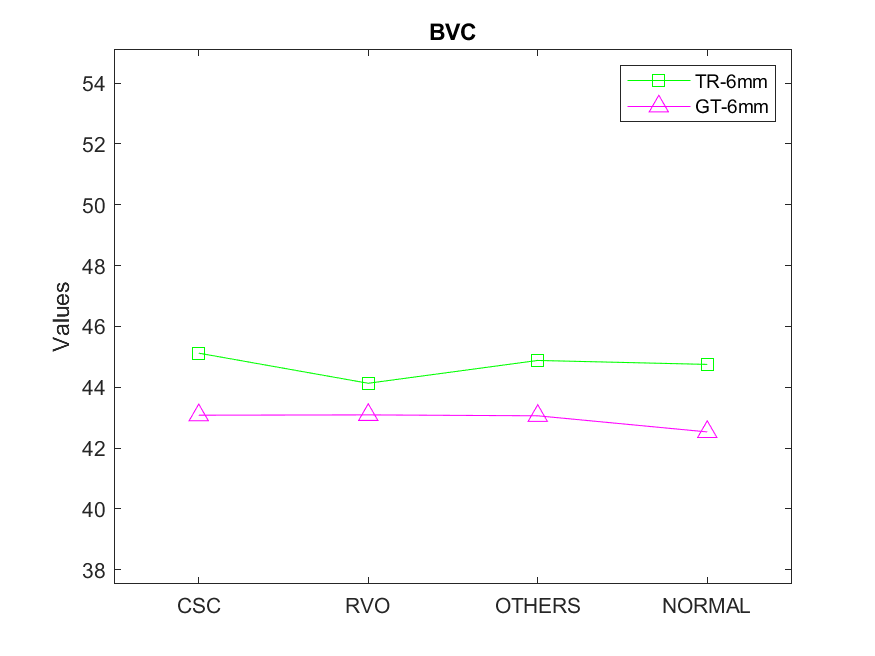 BVC
TR-6mm
GT-6mm
Values
54
52
50
48
46
44
42
40
38
CSC RVO OTHERS NORMAL